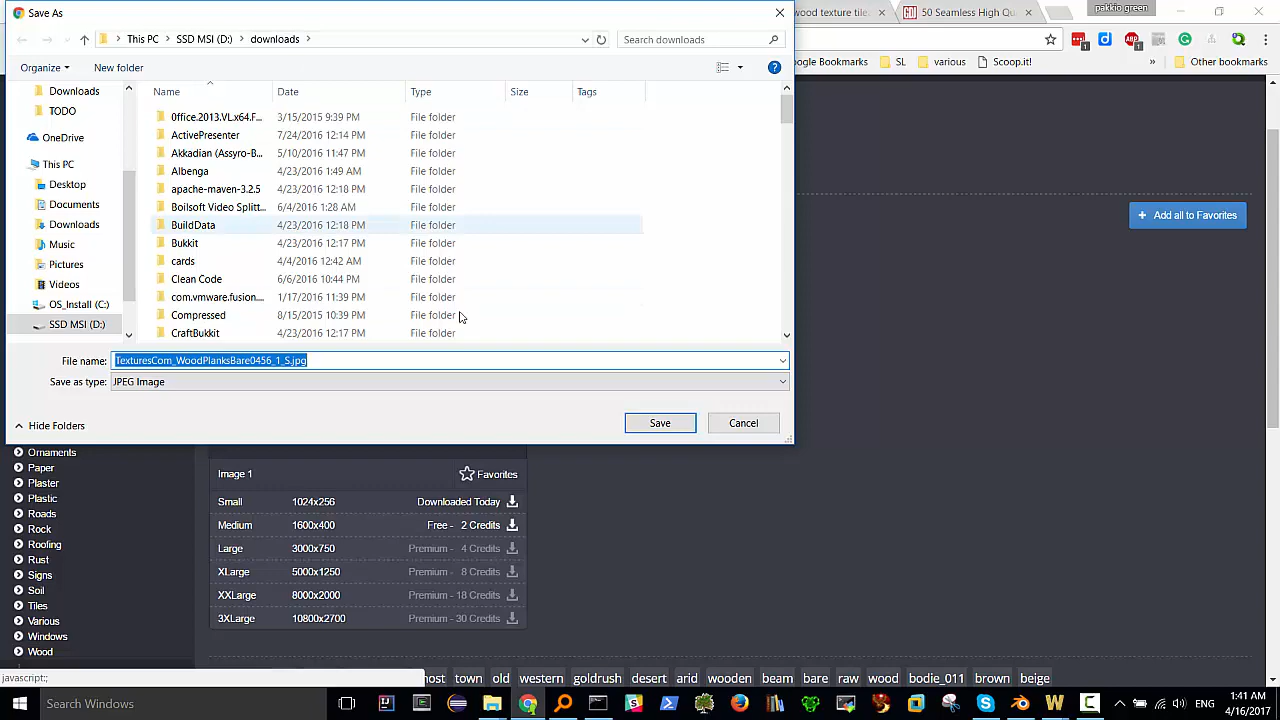 Save As
wood texture tile.
50 Seamless High Qu
pakkio green
This PC > SSD MSI (D:) > downloads >
Search downloads
Organize
New folder
ogle Bookmarks
SL
various
Scoop.it!
»
Other bookmarks
Downloads
TODO
OneDrive
This PC
Desktop
Documents
Downloads
Music
Pictures
Videos
OS_Install (C:)
SSD MSI (D:)
Name Date Type Size Tags
0ffice.2013.VL.x64.F... 3/15/2015 9:39 PM File folder
ActivePresenter 7/24/2016 12:14 PM File folder
Akkadian (Assyro-B... 5/10/2016 11:47 PM File folder
Albenga 4/23/2016 1:49 AM File folder
apache-maven-3.2.5 4/23/2016 12:18 PM File folder
Boilsoft Video Splitt... 6/4/2016 1:28 AM File folder
BuildData 4/23/2016 12:18 PM File folder
Bukkit 4/23/2016 12:17 PM File folder
cards 4/4/2016 12:42 AM File folder
Clean Code 6/6/2016 10:44 PM File folder
com.vmware.fusion.... 1/17/2016 11:39 PM File folder
Compressed 8/15/2015 10:39 PM File folder
CraftBukkit 4/23/2016 12:17 PM File folder
+ Add all to Favorites
File name: TexturesCom_WoodPlanksBare0456_1_S.jpg
Save as type: JPEG Image
Hide Folders
Save
Cancel
Ornaments
Paper
Plaster
Plastic
Roads
Rock
Roofing
Rust
Signs
Soil
Tiles
Various
Windows
Wood
Image 1 Favorites
Small 1024x256 Downloaded Today
Medium 1600x400 Free - 2 Credits
Large 3000x750 Premium - 4 Credits
XLarge 5000x1250 Premium - 8 Credits
XXLarge 8000x2000 Premium - 18 Credits
3XLarge 10800x2700 Premium - 30 Credits
javascript:;
host town old western goldrush desert arid wooden beam bare raw wood bodie_011 brown beige
Search Windows
1:41 AM
4/16/2017